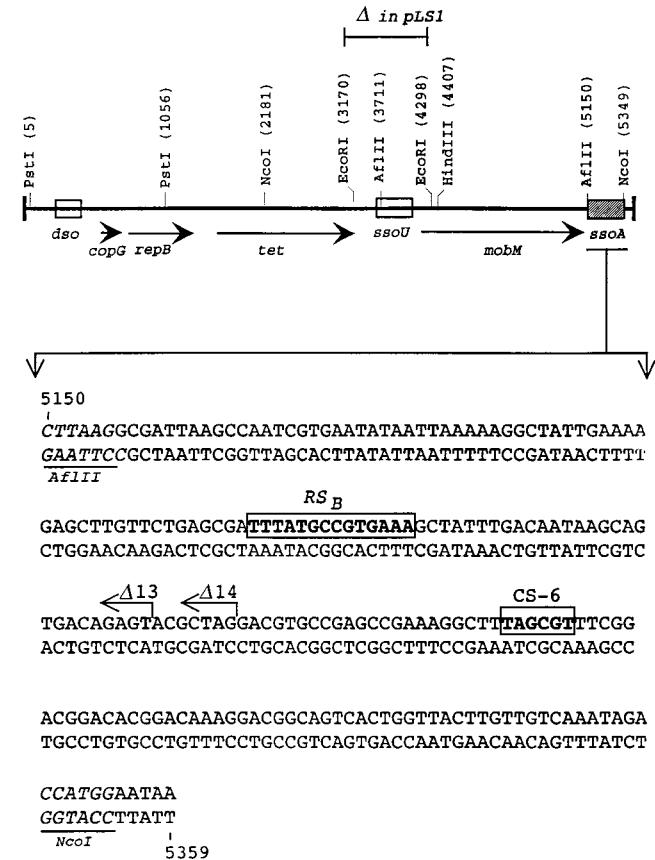 Δ in pLS1
PstI (5)
PstI (1056)
NcoI (2181)
EcoRI (3170)
AflII (3711)
EcoRI (4298)
HindIII (4407)
AflII (5150)
NcoI (5349)
dso
copG
repB
tet
ssoU
mobM
ssoA
5150
CTTAAGGCGATTAAGCCAATCGTGAATATAATTAAAAAGGCTATTGAAAA
GAATTCCGCTAATTCGGTTAGCACTTATATTAATTTTTCCGATAACTTTT
AflII
RS B
GAGCTTGTTCTGAGCGATTTATGCCGTGAAAGCTATTTGACAATAAGCAG
CTGGAACAAGACTCGCTAAATACGGCACTTTCGATAAACTGTTATTCGTC
Δ13 Δ14 CS-6
TGACAGAGTACGCTAGGACGTGCCGAGCCGAAAGGCTTTAGCGTTTCGG
ACTGTCTCATGCGATCCTGCACGGCTCGGCTTTCCGAAATCGCAAAGCC
ACGGACACGGACAAAGGACGGCAGTCACTGGTTACTTGTTGTCAAATAGA
TGCCTGTGCCTGTTTCCTGCCGTCAGTGACCAATGAACAACAGTTTATCT
CCATGGAATAA
GGTACCTTATT
NcoI
5359